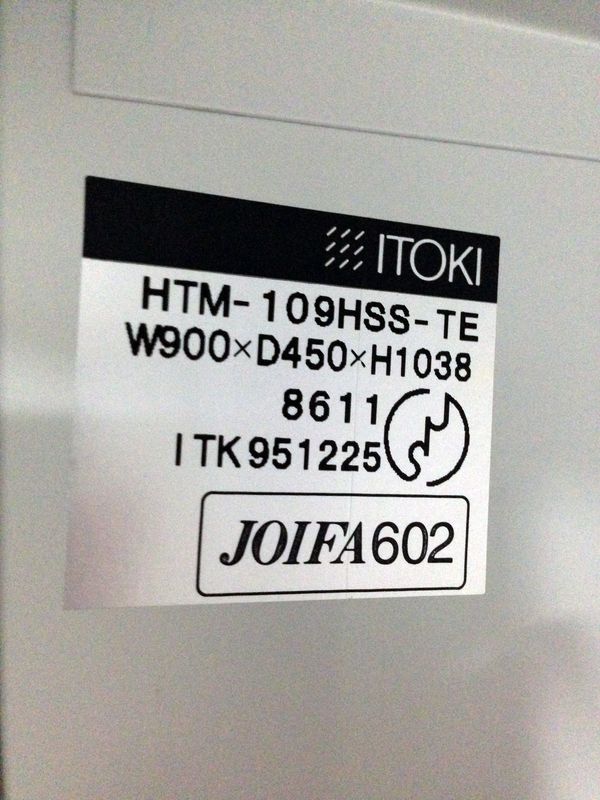 ITOKI
HTM-109HSS-TE
W900×D450×H1038
8611
ITK951225
JOIFA602